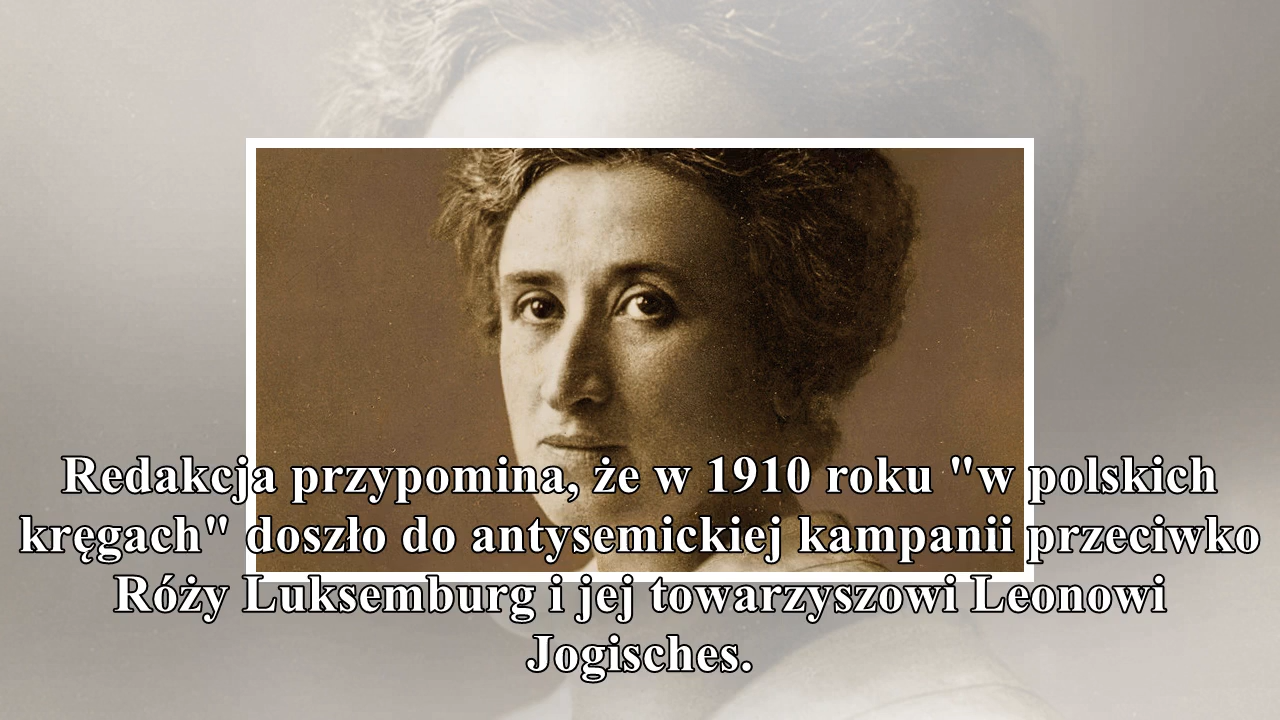 Redakcja przypomina, że w 1910 roku "w polskich
kręgach" doszło do antysemickiej kampanii przeciwko
Róży Luksemburg i jej towarzyszowi Leonowi
Jogisches.